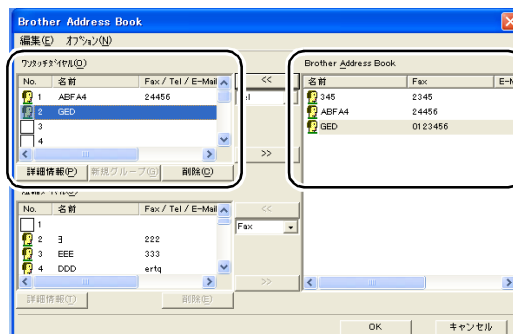 Brother Address Book
編集(E) オプション(N)
ワンタッチダイヤル(O)
No. 名前 Fax / Tel / E-Mail
1 ABFA4 24456
2 GED
3
4
詳細情報(P) 新規グループ(G) 削除(C)
No. 名前 Fax / Tel / E-Mail
1
2 ヨ 222
3 EEE 333
4 DDD ertq
詳細情報(T) 削除(E)
<<
>>
<<
Fax
>>
Brother Address Book
名前 Fax
345 2345
ABFA4 24456
GED 0123456
OK キャンセル